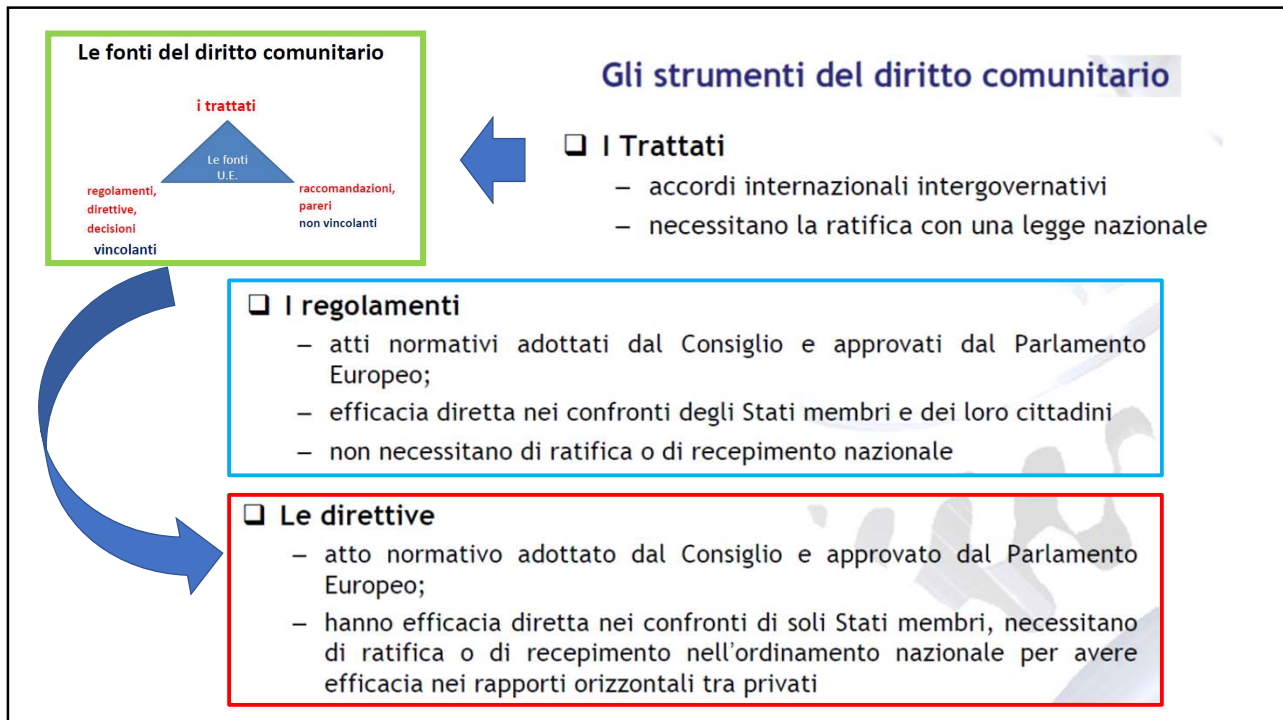 Le fonti del diritto comunitario
i trattati
Le fonti
U.E.
regolamenti,
direttive,
decisioni
vincolanti
raccomandazioni,
pareri
non vincolanti
Gli strumenti del diritto comunitario
❑ I Trattati
– accordi internazionali intergovernativi
– necessitano la ratifica con una legge nazionale
❑ I regolamenti
– atti normativi adottati dal Consiglio e approvati dal Parlamento
Europeo;
– efficacia diretta nei confronti degli Stati membri e dei loro cittadini
– non necessitano di ratifica o di recepimento nazionale
❑ Le direttive
– atto normativo adottato dal Consiglio e approvato dal Parlamento
Europeo;
– hanno efficacia diretta nei confronti di soli Stati membri, necessitano
di ratifica o di recepimento nell'ordinamento nazionale per avere
efficacia nei rapporti orizzontali tra privati